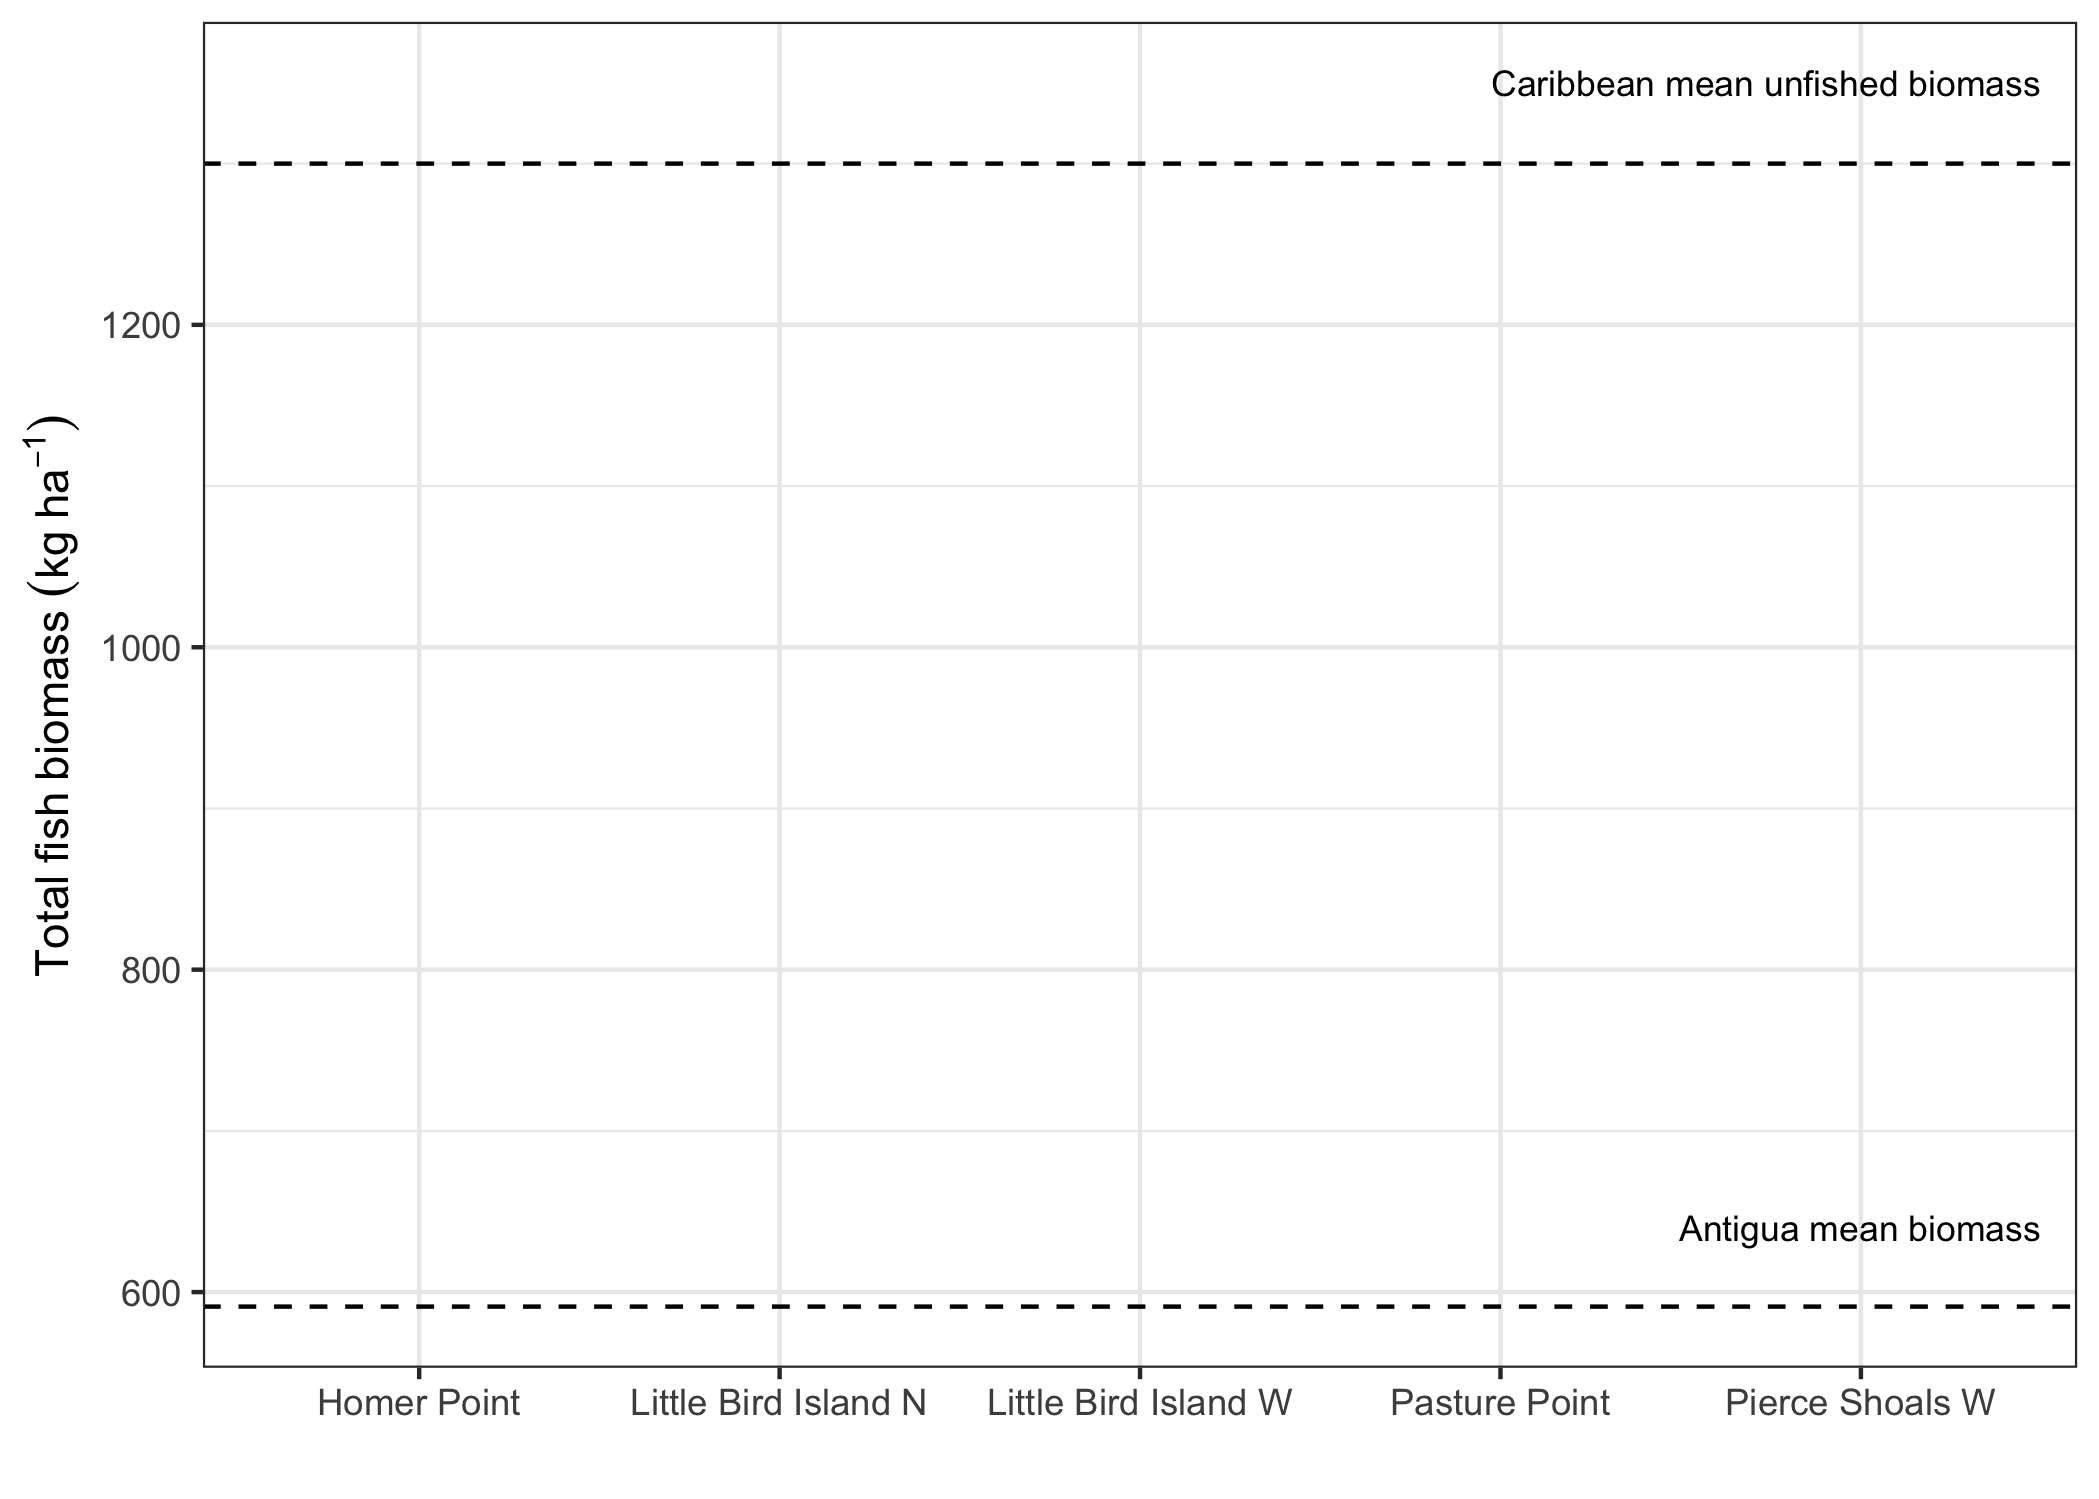 Caribbean mean unfished biomass
1200
1000
800
600
Total fish biomass (kg ha⁻¹)
Antigua mean biomass
Homer Point
Little Bird Island N
Little Bird Island W
Pasture Point
Pierce Shoals W